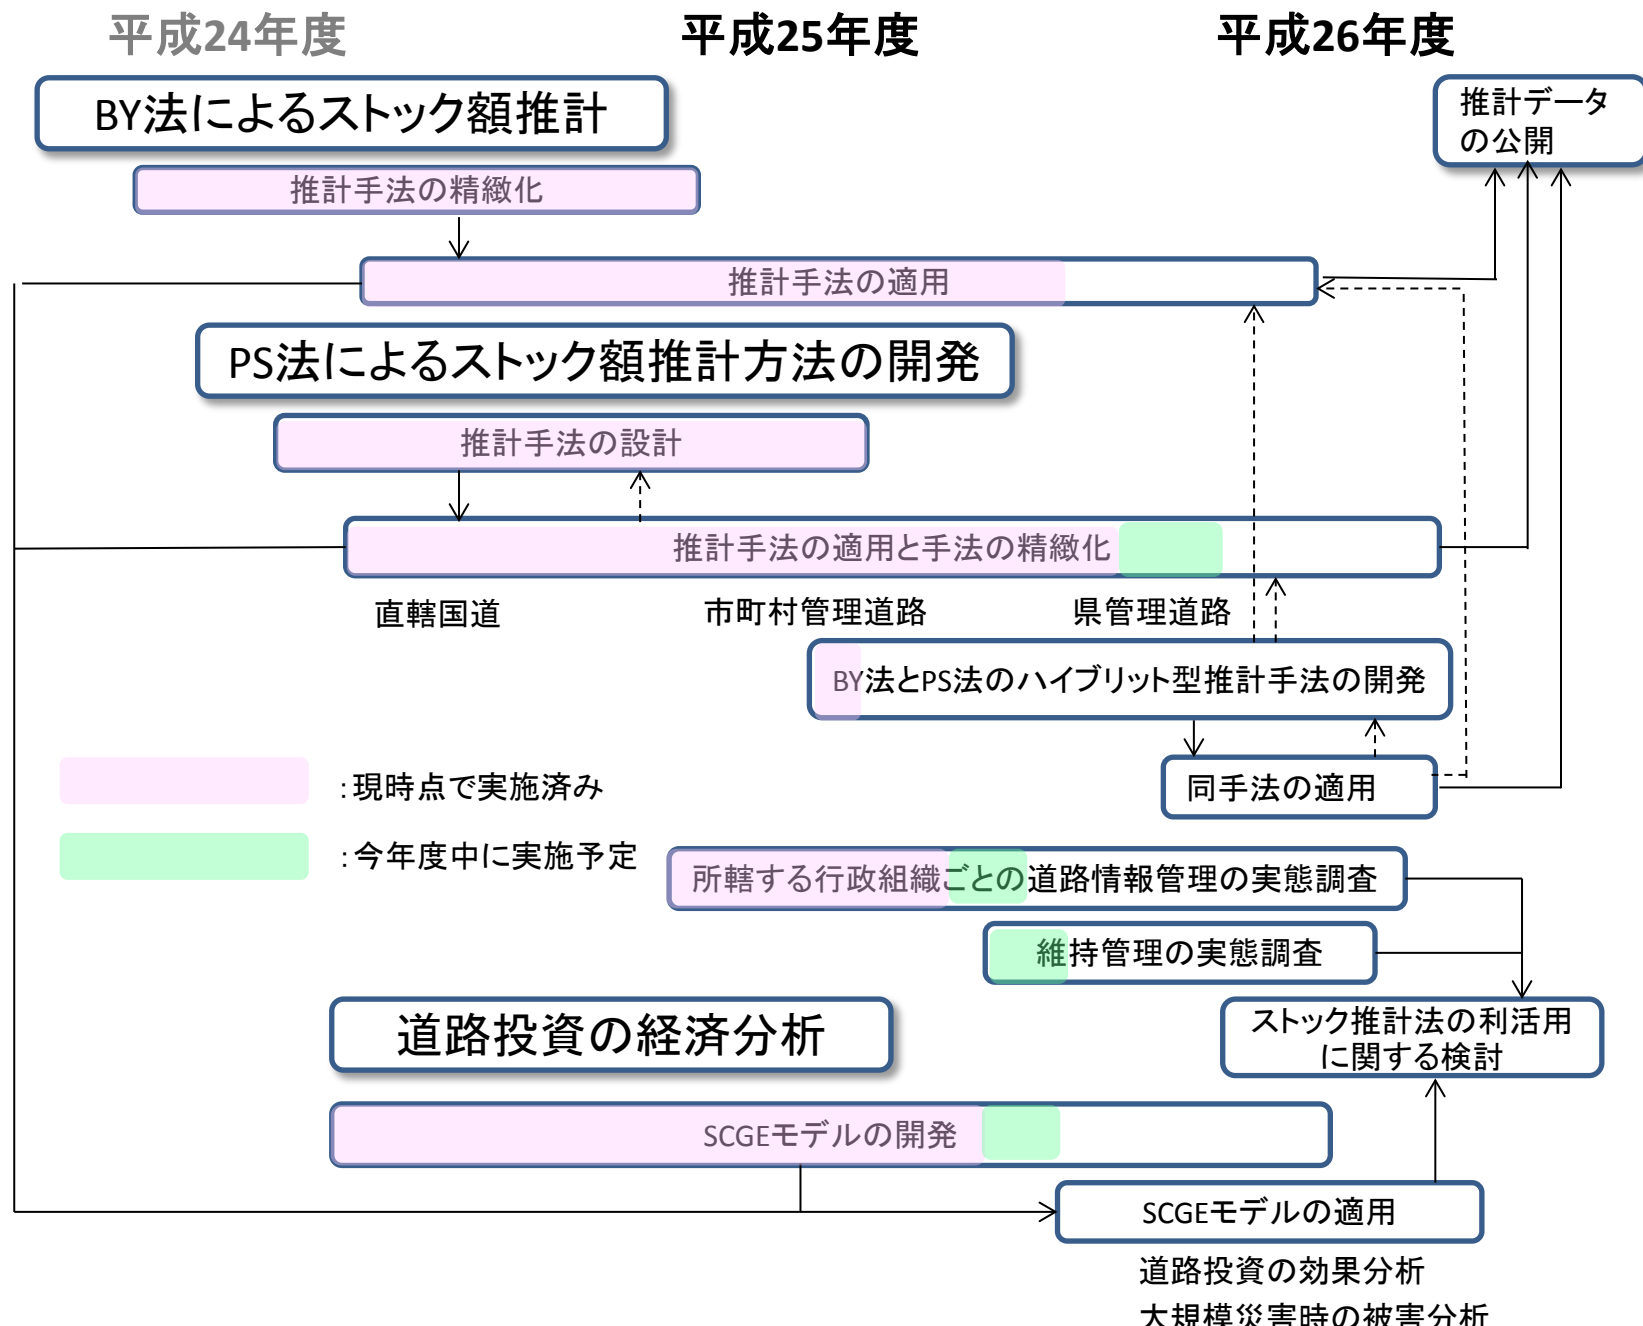 平成24年度
平成25年度
平成26年度
BY法によるストック額推計
推計データ
の公開
推計手法の精緻化
推計手法の適用
PS法によるストック額推計方法の開発
推計手法の設計
推計手法の適用と手法の精緻化
直轄国道
市町村管理道路
県管理道路
BY法とPS法のハイブリット型推計手法の開発
：現時点で実施済み
同手法の適用
：今年度中に実施予定
所轄する行政組織ごとの道路情報管理の実態調査
維持管理の実態調査
道路投資の経済分析
ストック推計法の利活用
に関する検討
SCGEモデルの開発
SCGEモデルの適用
道路投資の効果分析
大規模災害時の被害分析